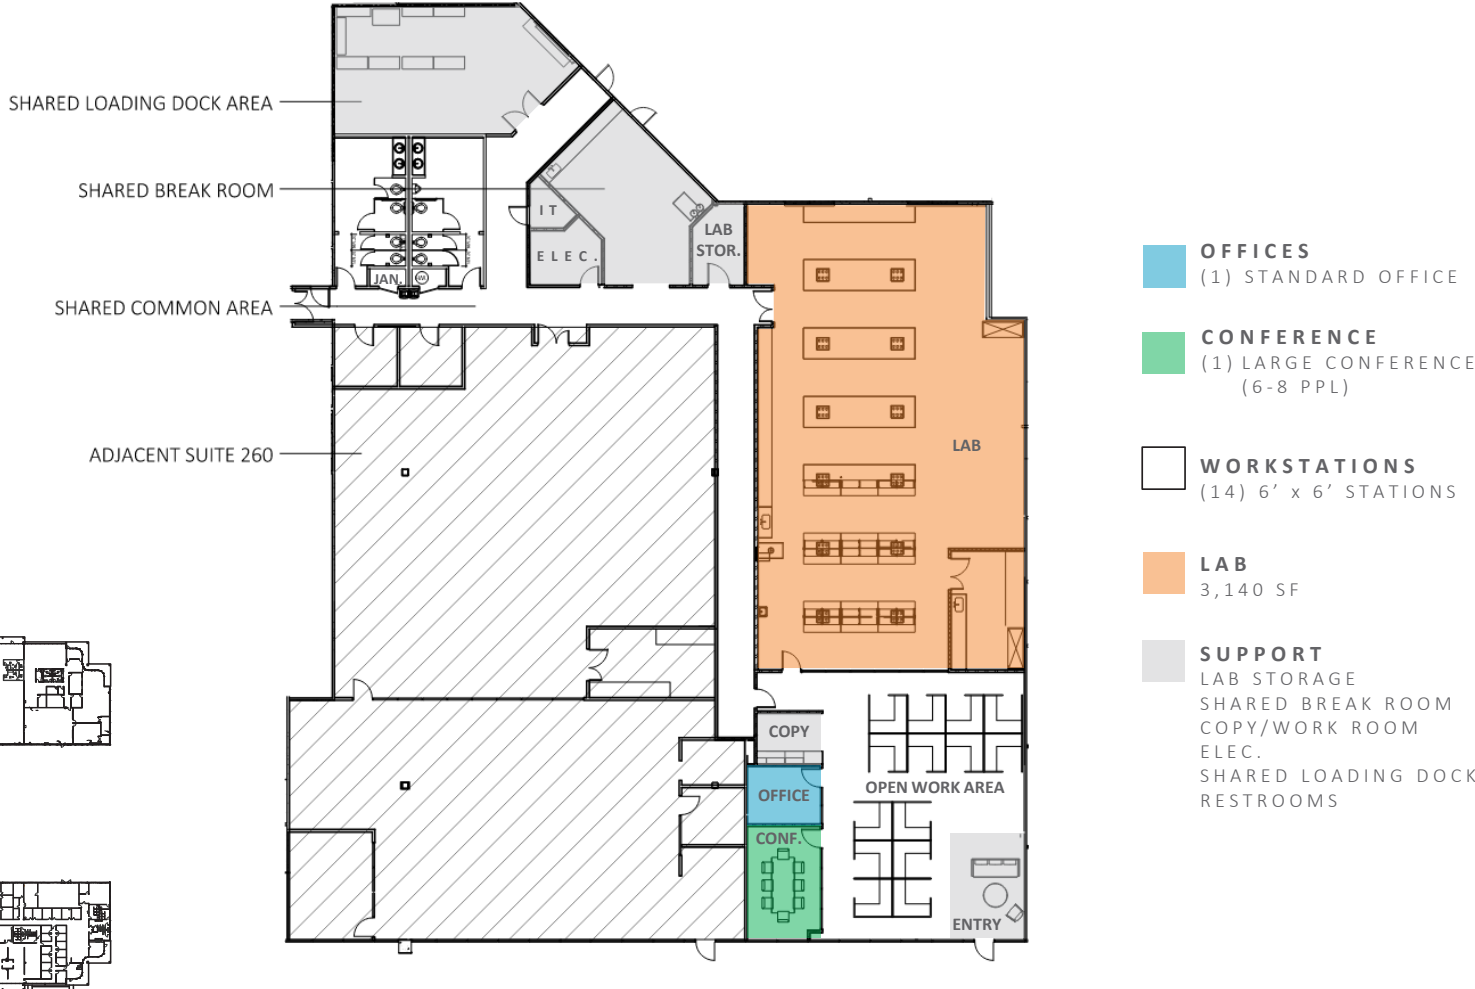 SHARED LOADING DOCK AREA
SHARED BREAK ROOM
IT
ELEC.
LAB
STOR.
JAN.
SHARED COMMON AREA
ADJACENT SUITE 260
LAB
COPY
OFFICE
OPEN WORK AREA
CONF.
ENTRY
OFFICES
(1) STANDARD OFFICE
CONFERENCE
(1) LARGE CONFERENCE
(6-8 PPL)
WORKSTATIONS
(14) 6’ x 6’ STATIONS
LAB
3,140 SF
SUPPORT
LAB STORAGE
SHARED BREAK ROOM
COPY/WORK ROOM
ELEC.
SHARED LOADING DOCK
RESTROOMS